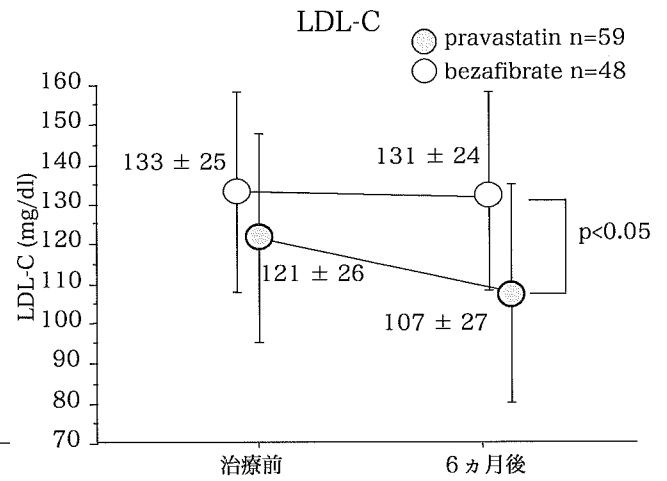 LDL-C
pravastatin n=59
bezafibrate n=48
LDL-C (mg/dl)
160
150
140
130
120
110
100
90
80
70
133 ± 25
131 ± 24
121 ± 26
107 ± 27
p<0.05
治療前
6ヵ月後